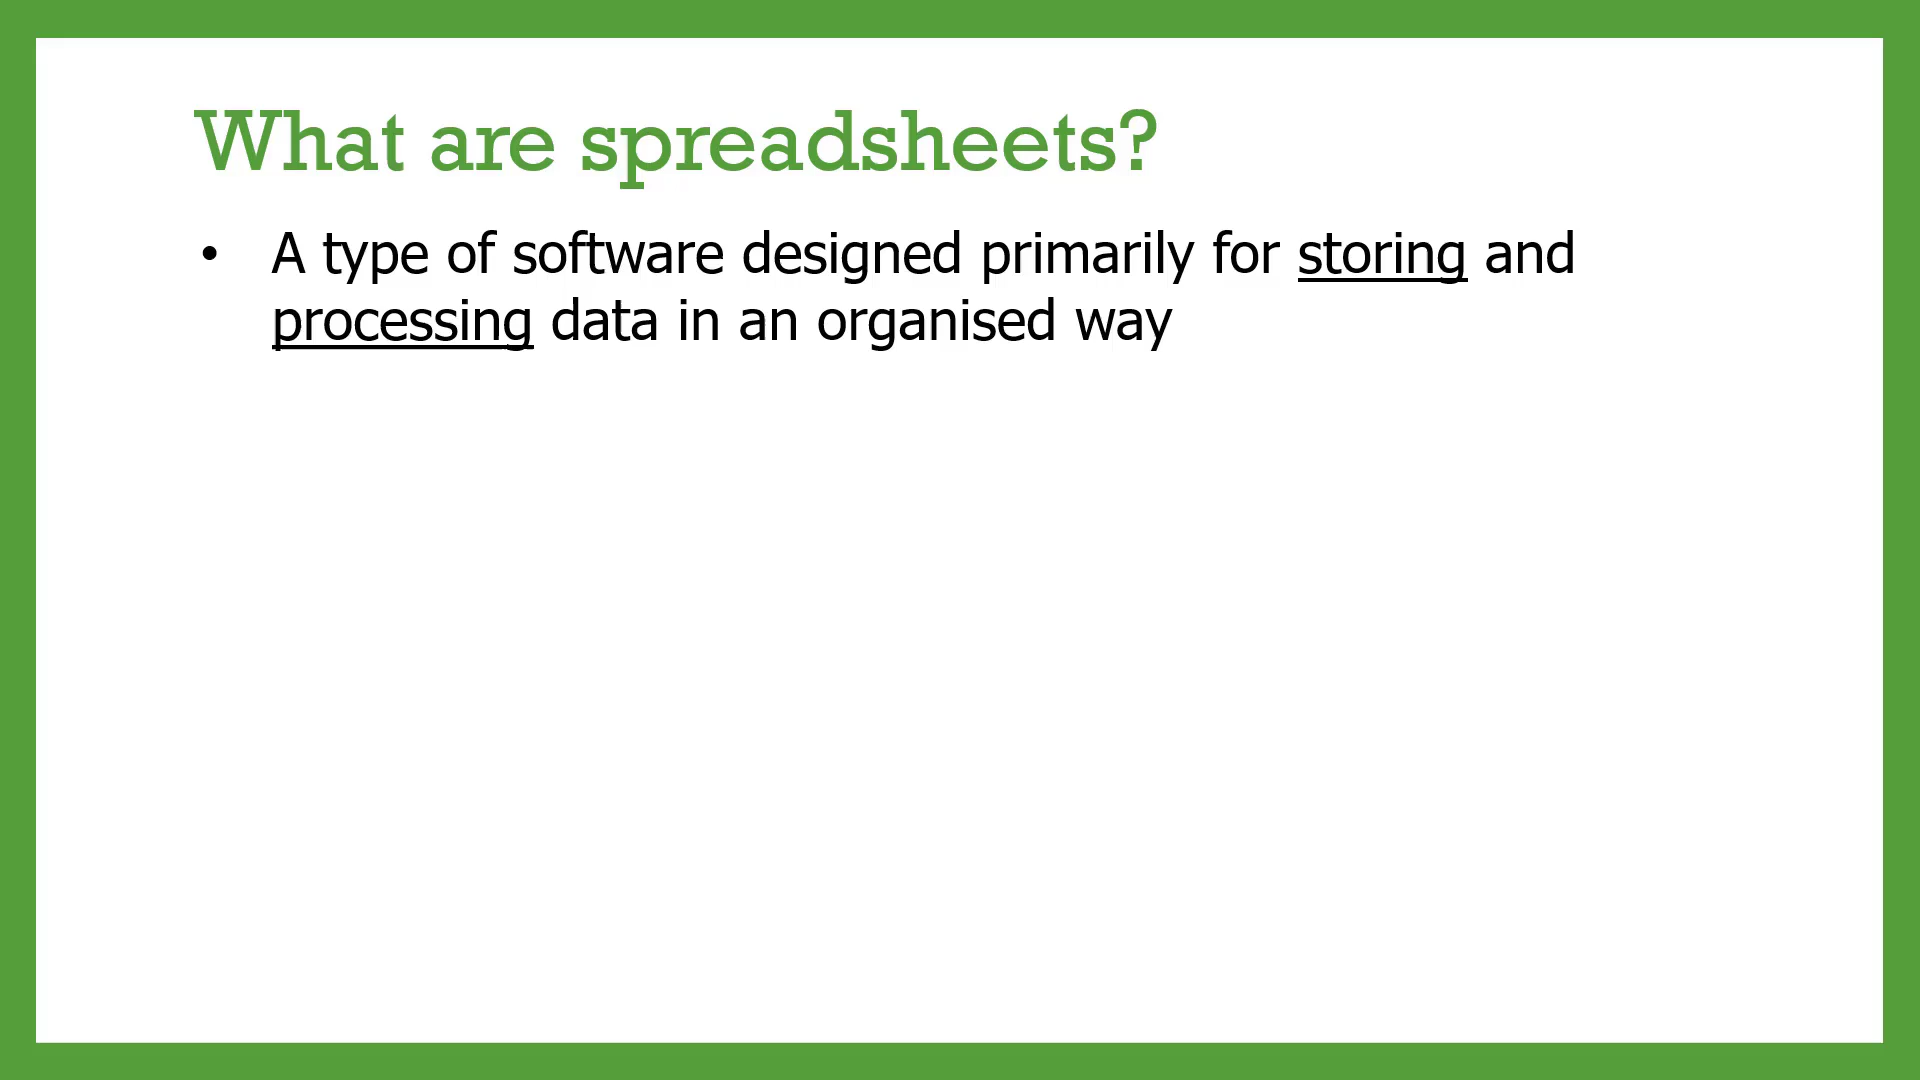 What are spreadsheets?
• A type of software designed primarily for storing and
processing data in an organised way